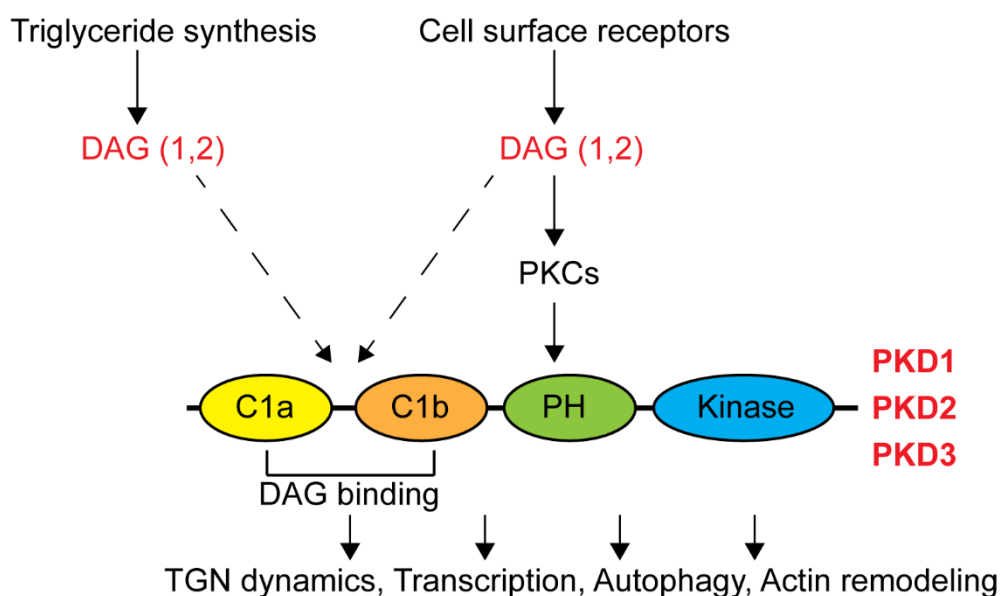 Triglyceride synthesis
Cell surface receptors
DAG (1,2)
DAG (1,2)
PKCs
C1a
C1b
PH
Kinase
PKD1
PKD2
PKD3
DAG binding
TGN dynamics, Transcription, Autophagy, Actin remodeling